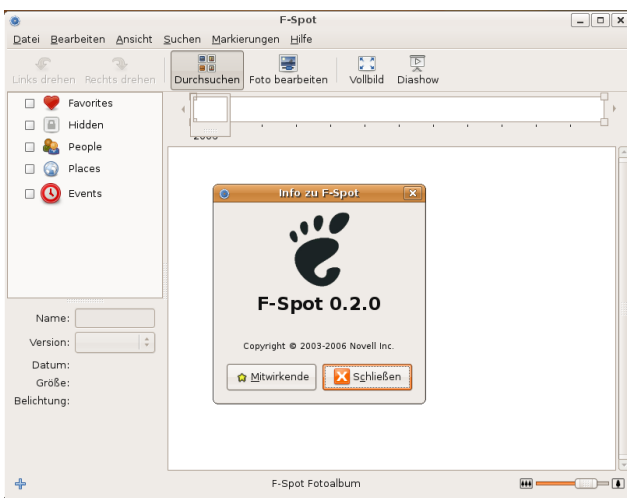 F-Spot
Datei Bearbeiten Ansicht Suchen Markierungen Hilfe
Links drehen Rechts drehen Durchsuchen Foto bearbeiten Vollbild Diashow
Favorites
Hidden
People
Places
Events
2006
Info zu F-Spot
F-Spot 0.2.0
Copyright © 2003-2006 Novell Inc.
Mitwirkende Schließen
Name:
Version:
Datum:
Größe:
Belichtung:
F-Spot Fotoalbum